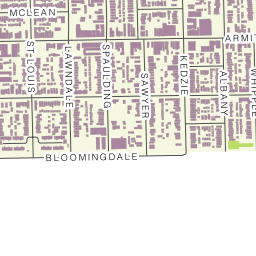 MCLEAN
ARMIT
ST LOUIS
LAWNDALE
SPAULDING
SAWYER
KEDZIE
ALBANY
WHIPPLE
BLOOMINGDALE